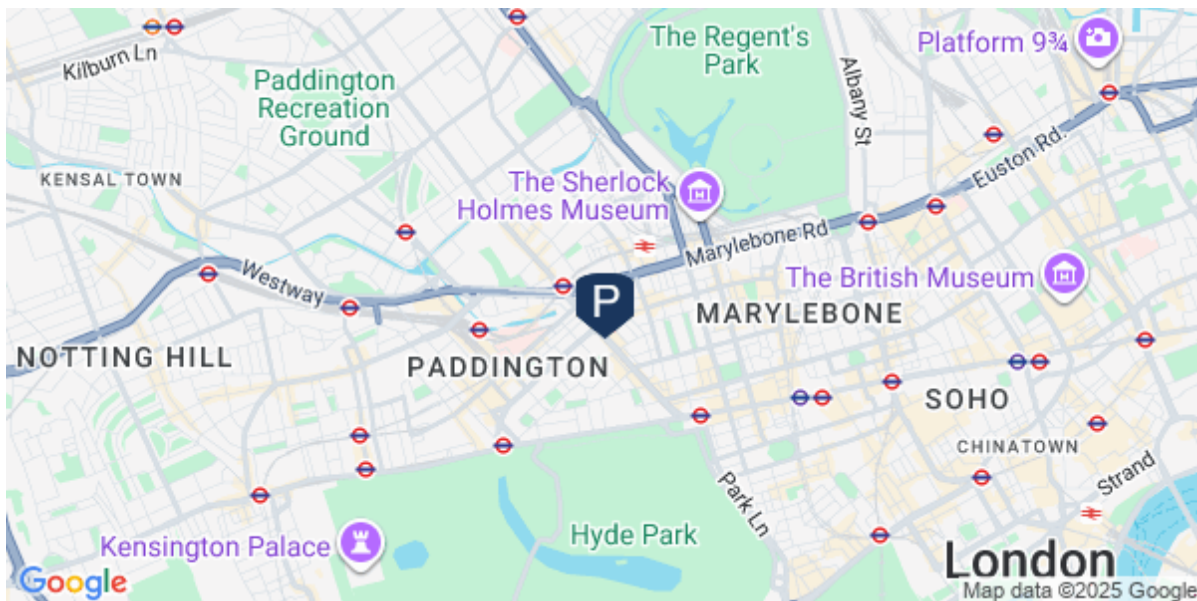 Kilburn Ln
The Regent's
Park
Platform 9¾
Albany St
Paddington
Recreation
Ground
Euston Rd.
KENSAL TOWN
The Sherlock
Holmes Museum
Marylebone Rd
The British Museum
Westway
P
MARYLEBONE
NOTTING HILL
PADDINGTON
SOHO
CHINATOWN
Strand
Park Ln
Hyde Park
Kensington Palace
London
Google
Map data ©2025 Google